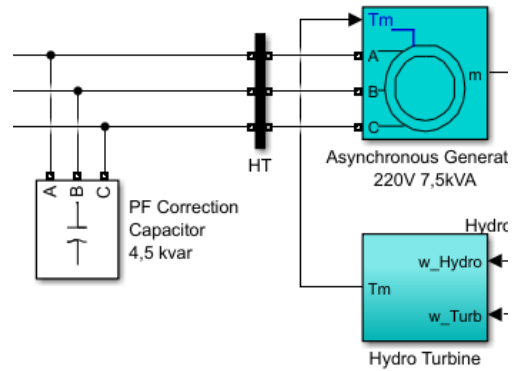 Tm
A
B
C
m
HT
Asynchronous Generat
220V 7,5kVA
A
B
C
PF Correction
Capacitor
4,5 kvar
Hydro
w_Hydro
Tm
w_Turb
Hydro Turbine